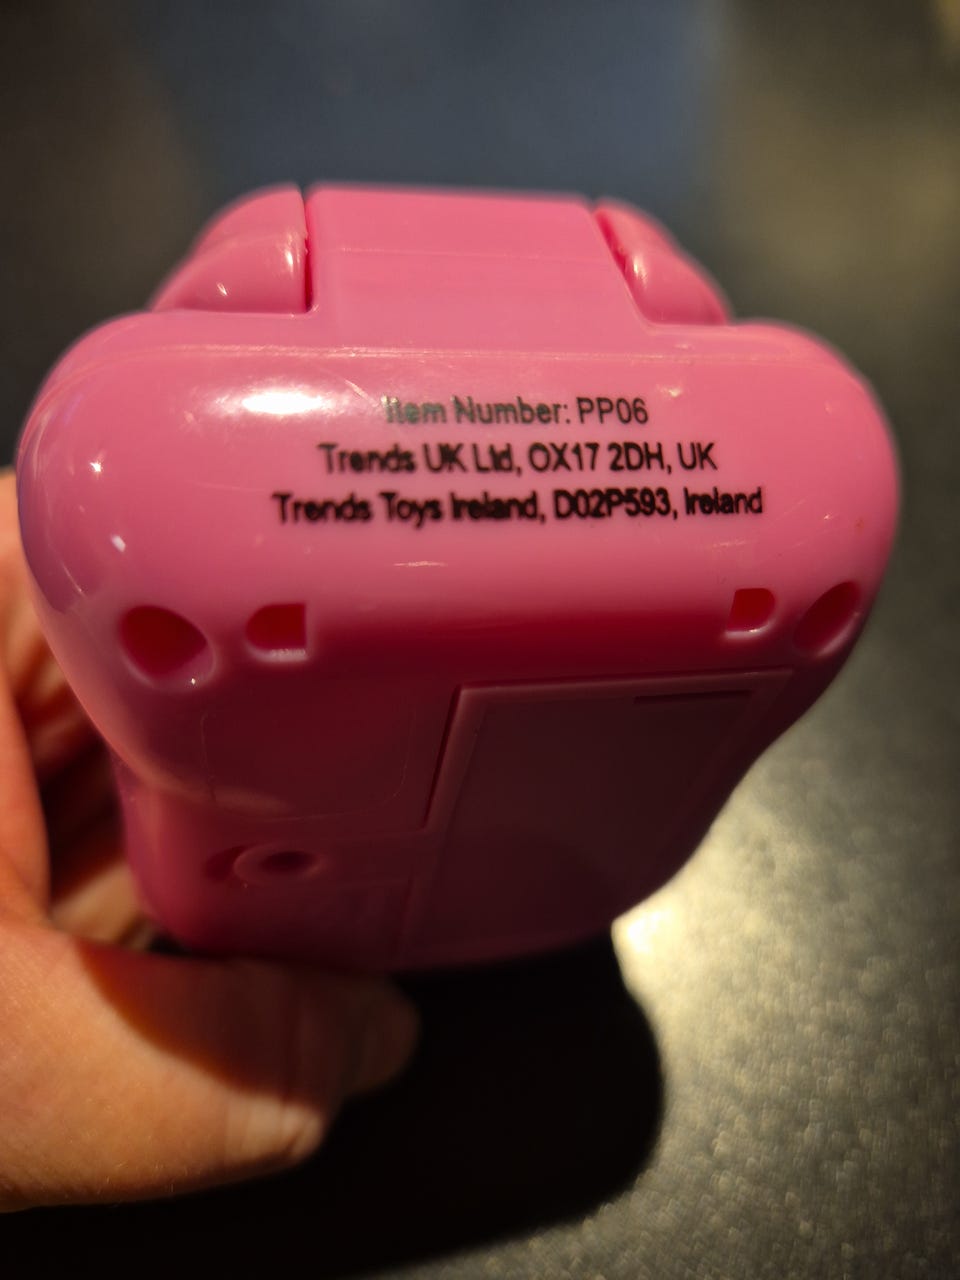 Item Number: PP06
Trends UK Ltd, OX17 2DH, UK
Trends Toys Ireland, D02P593, Ireland